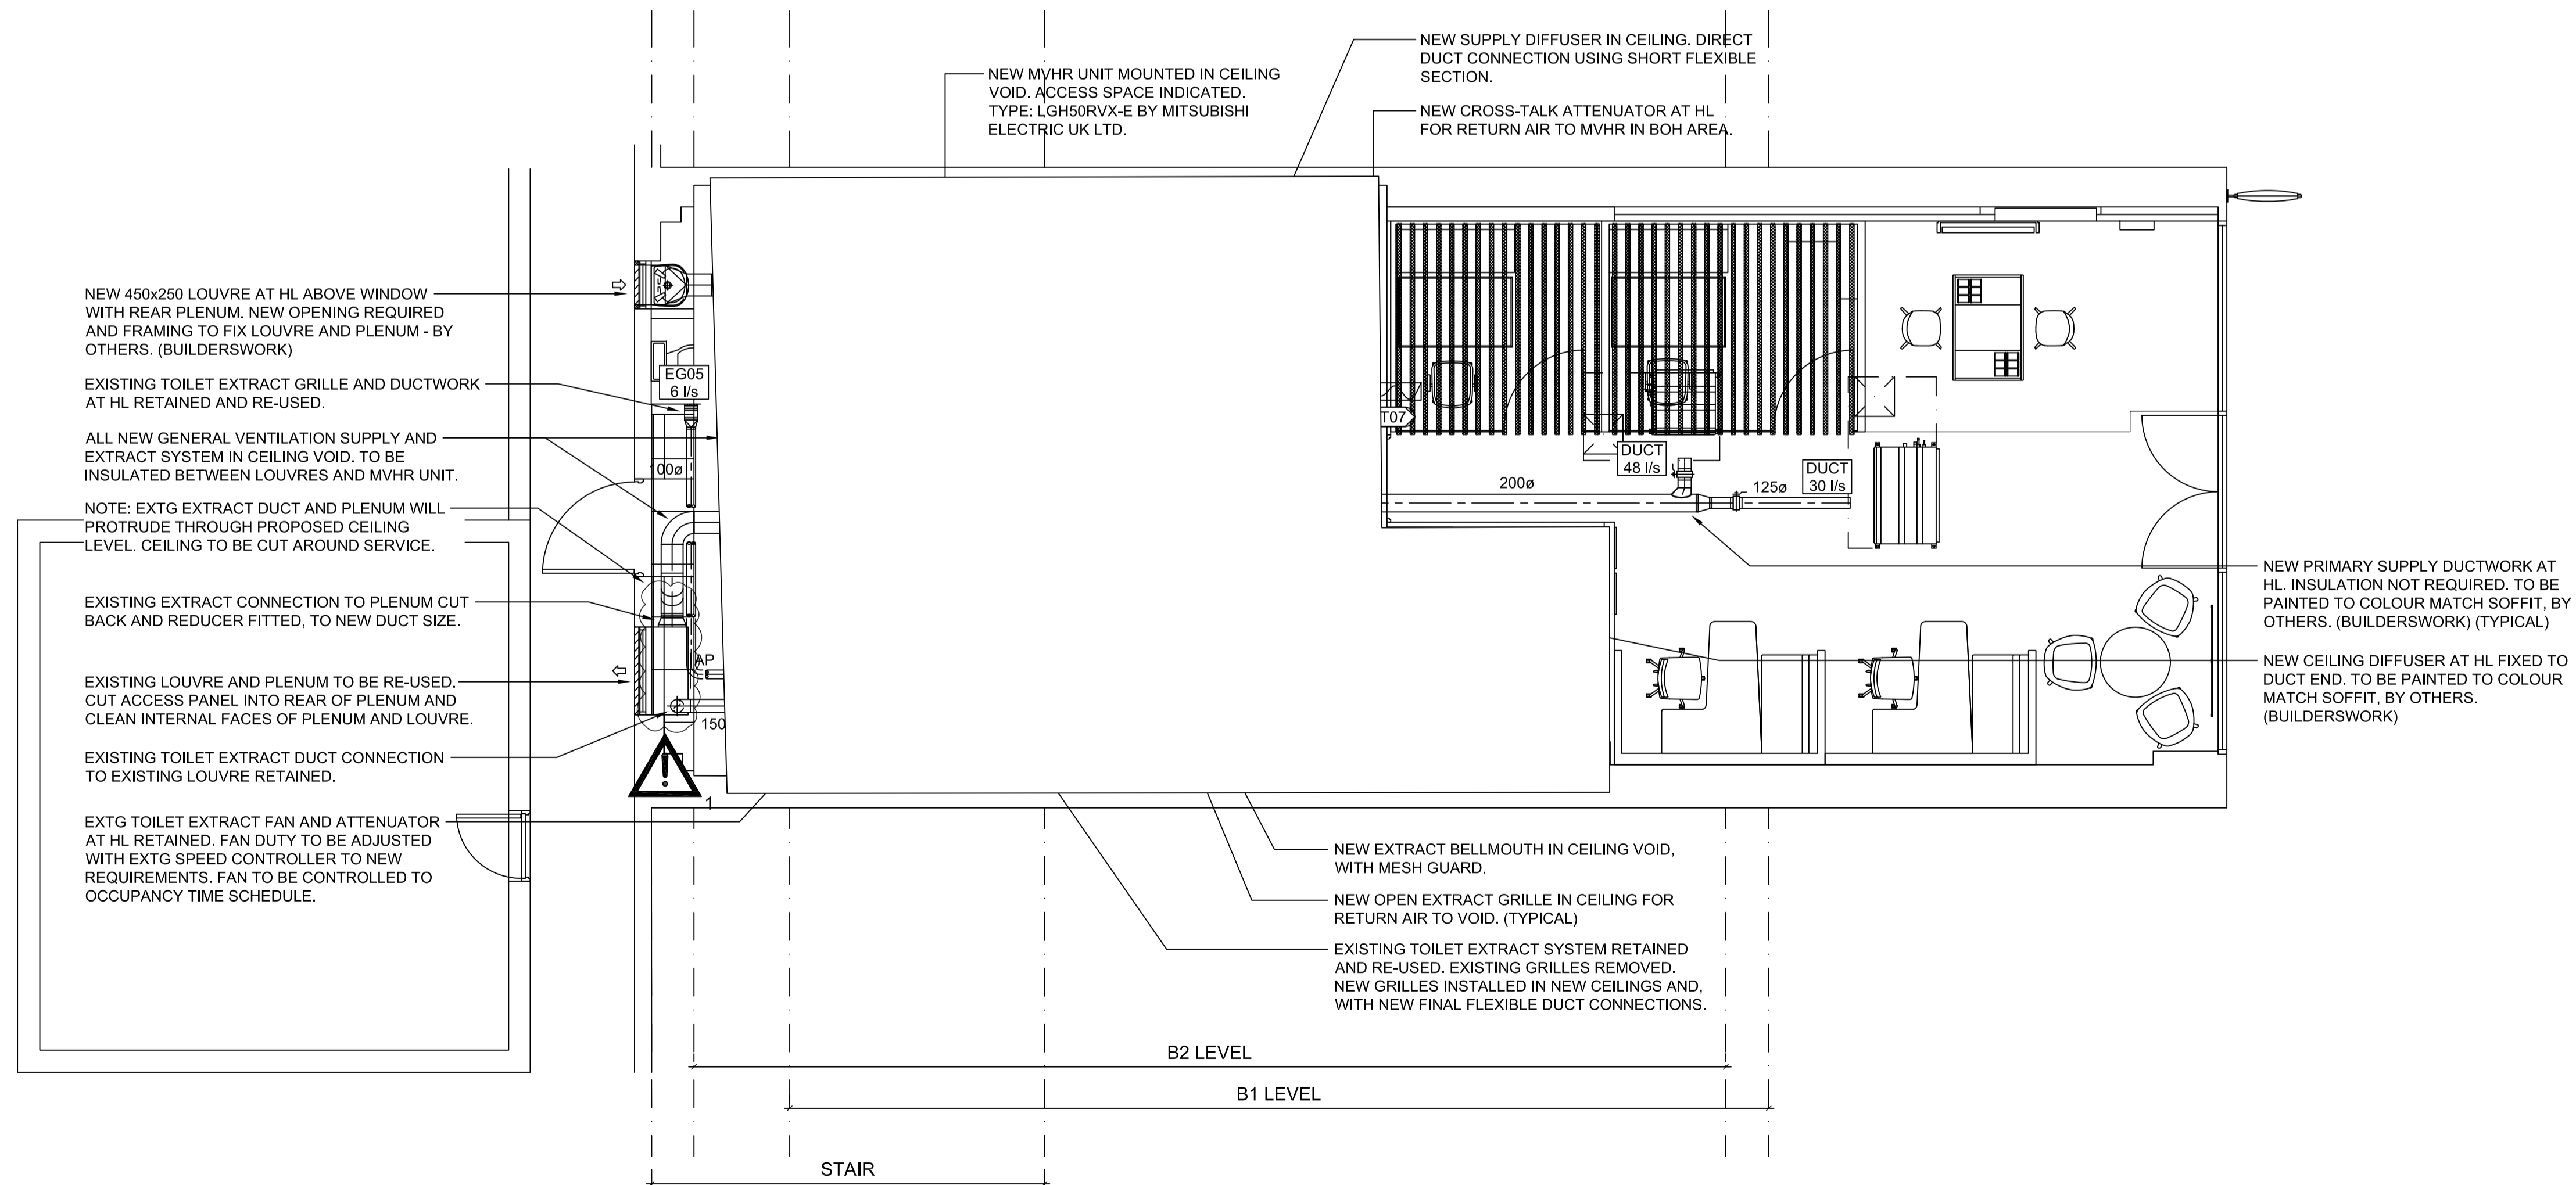 NEW MVHR UNIT MOUNTED IN CEILING
VOID. ACCESS SPACE INDICATED.
TYPE: LGH50RVX-E BY MITSUBISHI
ELECTRIC UK LTD.
NEW SUPPLY DIFFUSER IN CEILING. DIRECT
DUCT CONNECTION USING SHORT FLEXIBLE
SECTION.
NEW CROSS-TALK ATTENUATOR AT HL
FOR RETURN AIR TO MVHR IN BOH AREA.
NEW 450x250 LOUVRE AT HL ABOVE WINDOW
WITH REAR PLENUM. NEW OPENING REQUIRED
AND FRAMING TO FIX LOUVRE AND PLENUM - BY
OTHERS. (BUILDERSWORK)
EXISTING TOILET EXTRACT GRILLE AND DUCTWORK
AT HL RETAINED AND RE-USED.
ALL NEW GENERAL VENTILATION SUPPLY AND
EXTRACT SYSTEM IN CEILING VOID. TO BE
INSULATED BETWEEN LOUVRES AND MVHR UNIT.
NOTE: EXTG EXTRACT DUCT AND PLENUM WILL
PROTRUDE THROUGH PROPOSED CEILING
LEVEL. CEILING TO BE CUT AROUND SERVICE.
EXISTING EXTRACT CONNECTION TO PLENUM CUT
BACK AND REDUCER FITTED, TO NEW DUCT SIZE.
EXISTING LOUVRE AND PLENUM TO BE RE-USED.
CUT ACCESS PANEL INTO REAR OF PLENUM AND
CLEAN INTERNAL FACES OF PLENUM AND LOUVRE.
EXISTING TOILET EXTRACT DUCT CONNECTION
TO EXISTING LOUVRE RETAINED.
EXTG TOILET EXTRACT FAN AND ATTENUATOR
AT HL RETAINED. FAN DUTY TO BE ADJUSTED
WITH EXTG SPEED CONTROLLER TO NEW
REQUIREMENTS. FAN TO BE CONTROLLED TO
OCCUPANCY TIME SCHEDULE.
EG05
6 l/s
100ø
AP
150
!
1
T07
DUCT
48 l/s
200ø
125ø
DUCT
30 l/s
NEW PRIMARY SUPPLY DUCTWORK AT
HL. INSULATION NOT REQUIRED. TO BE
PAINTED TO COLOUR MATCH SOFFIT, BY
OTHERS. (BUILDERSWORK) (TYPICAL)
NEW CEILING DIFFUSER AT HL FIXED TO
DUCT END. TO BE PAINTED TO COLOUR
MATCH SOFFIT, BY OTHERS.
(BUILDERSWORK)
NEW EXTRACT BELLMOUTH IN CEILING VOID,
WITH MESH GUARD.
NEW OPEN EXTRACT GRILLE IN CEILING FOR
RETURN AIR TO VOID. (TYPICAL)
EXISTING TOILET EXTRACT SYSTEM RETAINED
AND RE-USED. EXISTING GRILLES REMOVED.
NEW GRILLES INSTALLED IN NEW CEILINGS AND,
WITH NEW FINAL FLEXIBLE DUCT CONNECTIONS.
B2 LEVEL
B1 LEVEL
STAIR